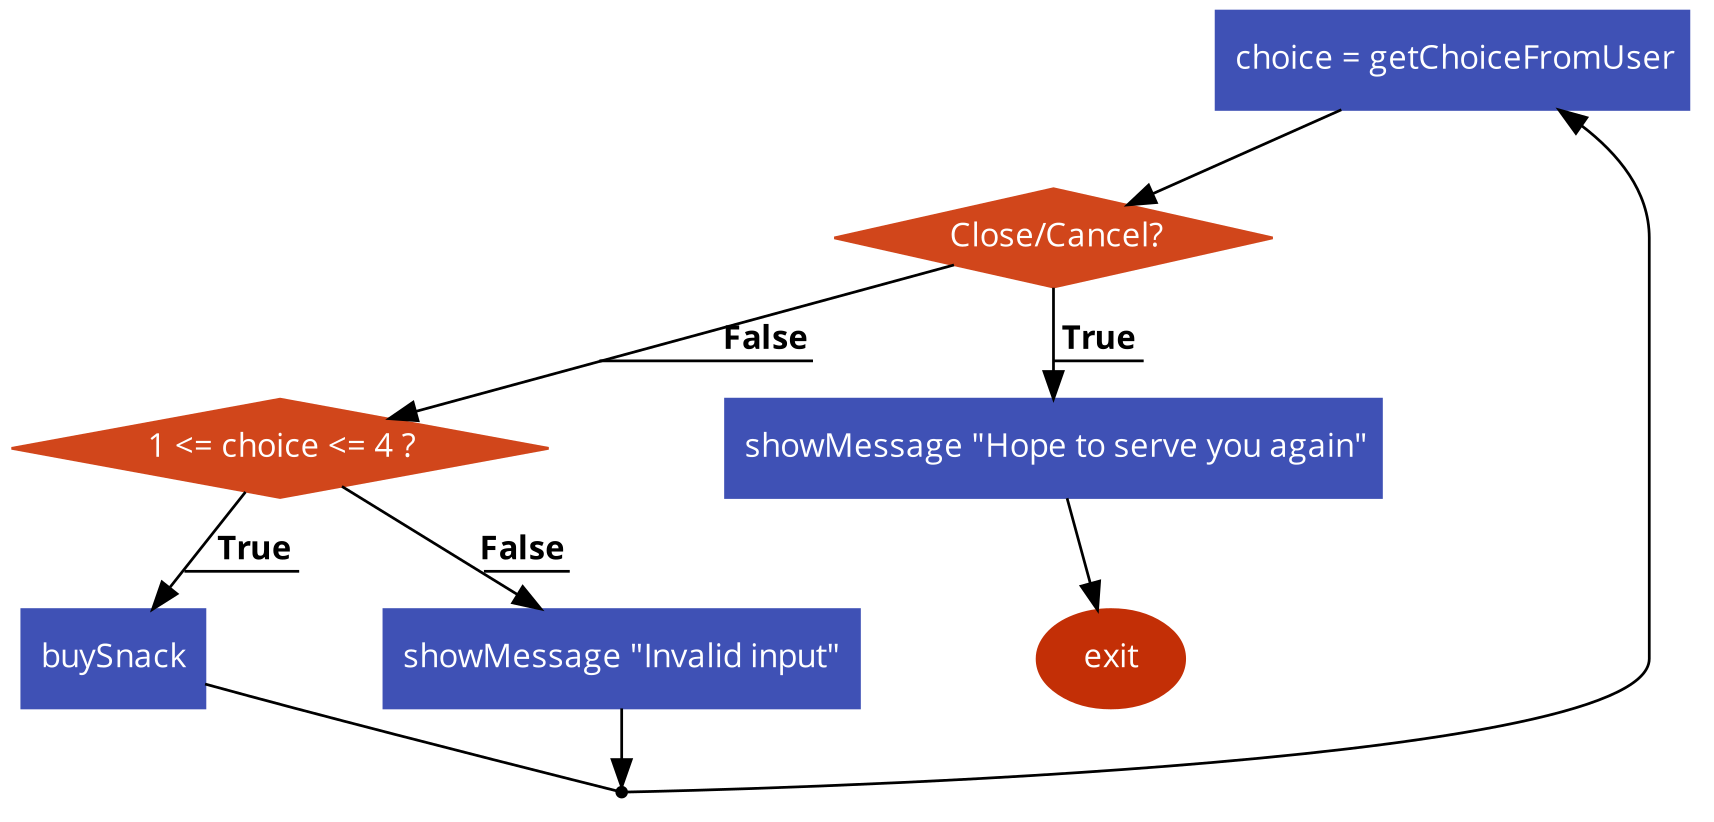 choice = getChoiceFromUser
Close/Cancel?
False
True
1 <= choice <= 4 ?
showMessage "Hope to serve you again"
True
False
buySnack
showMessage "Invalid input"
exit